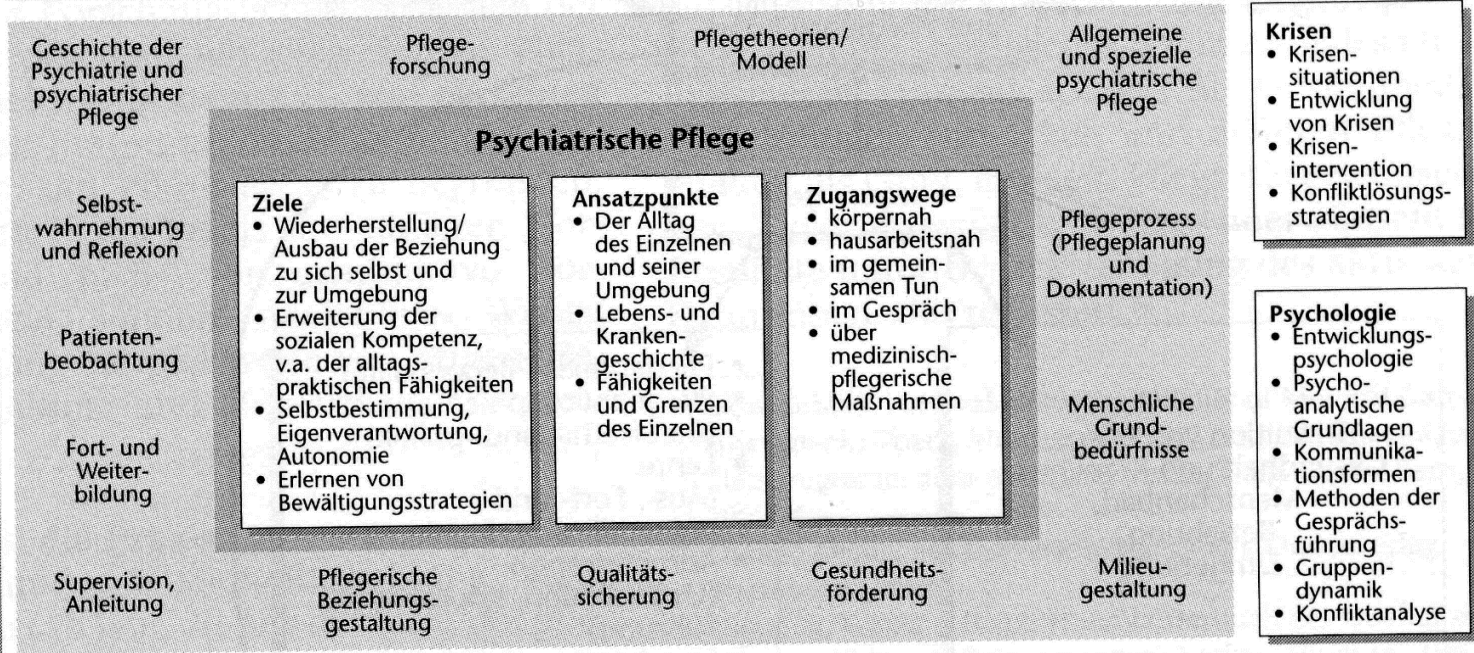 Geschichte der
Psychiatrie und
psychiatrischer
Pflege
Pflege-
forschung
Pflegetheorien/
Modell
Allgemeine
und spezielle
psychiatrische
Pflege
Selbst-
wahrnehmung
und Reflexion
Patienten-
beobachtung
Fort- und
Weiter-
bildung
Psychiatrische Pflege
Ziele
• Wiederherstellung/
Ausbau der Beziehung
zu sich selbst und
zur Umgebung
• Erweiterung der
sozialen Kompetenz,
v.a. der alltags-
praktischen Fähigkeiten
• Selbstbestimmung,
Eigenverantwortung,
Autonomie
• Erlernen von
Bewältigungsstrategien
Ansatzpunkte
• Der Alltag
des Einzelnen
und seiner
Umgebung
• Lebens- und
Kranken-
geschichte
• Fähigkeiten
und Grenzen
des Einzelnen
Zugangswege
• körpernah
• hausarbeitsnah
• im gemein-
samen Tun
• im Gespräch
• über
medizinisch-
pflegerische
Maßnahmen
Pflegeprozess
(Pflegeplanung
und
Dokumentation)
Menschliche
Grund-
bedürfnisse
Supervision,
Anleitung
Pflegerische
Beziehungs-
gestaltung
Qualitäts-
sicherung
Gesundheits-
förderung
Milieu-
gestaltung
Krisen
• Krisen-
situationen
• Entwicklung
von Krisen
• Krisen-
intervention
• Konfliktlösungs-
strategien
Psychologie
• Entwicklungs-
psychologie
• Psycho-
analytische
Grundlagen
• Kommunika-
tionsformen
• Methoden der
Gesprächs-
führung
• Gruppen-
dynamik
• Konfliktanalyse